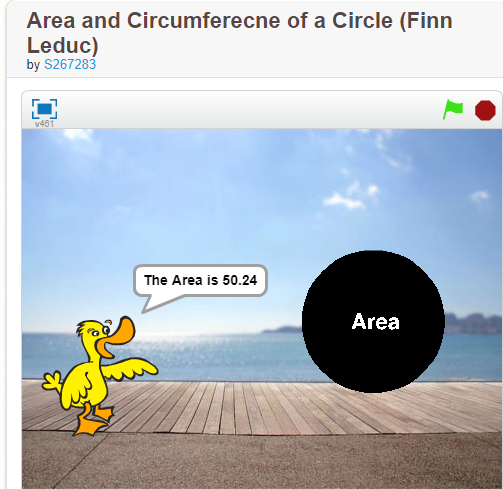 Area and Circumferecne of a Circle (Finn
Leduc)
by S267283
v461
The Area is 50.24
Area